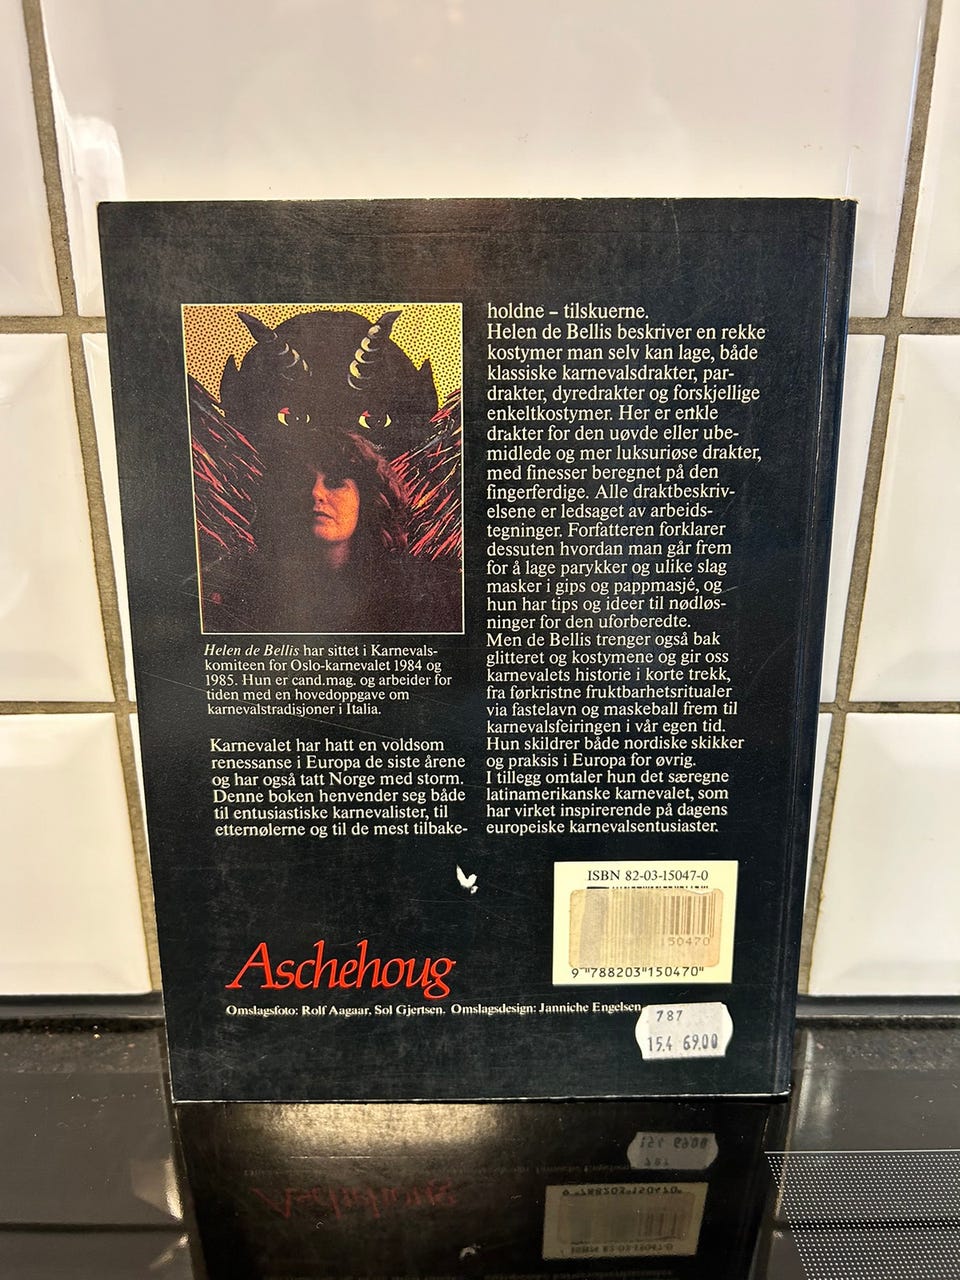 Helen de Bellis har sittet i Karnevals-
komiteen for Oslo-karnevalet 1984 og
1985. Hun er cand.mag. og arbeider for
tiden med en hovedoppgave om
karnevalstradisjoner i Italia.
Karnevalet har hatt en voldsom
renessanse i Europa de siste årene
og har også tatt Norge med storm.
Denne boken henvender seg både
til entusiastiske karnevalister, til
etternølerne og til de mest tilbake-
holdne – tilskuerne.
Helen de Bellis beskriver en rekke
kostymer man selv kan lage, både
klassiske karnevalsdrakter, par-
drakter, dyredrakter og forskjellige
enkeltkostymer. Her er enkle
drakter for den uøvde eller ube-
midlede og mer luksuriøse drakter,
med finesser beregnet på den
fingerferdige. Alle draktbeskriv-
elsene er ledsaget av arbeids-
tegninger. Forfatteren forklarer
dessuten hvordan man går frem
for å lage parykker og ulike slag
masker i gips og pappmasjé, og
hun har tips og ideer til nødløs-
ninger for den uforberedte.
Men de Bellis trenger også bak
glitteret og kostymene og gir oss
karnevalets historie i korte trekk,
fra førkristne fruktbarhetsritualer
via fastelavn og maskeball frem til
karnevalsfeiringen i vår egen tid.
Hun skildrer både nordiske skikker
og praksis i Europa for øvrig.
I tillegg omtaler hun det særegne
latinamerikanske karnevalet, som
har virket inspirerende på dagens
europeiske karnevalsentusiaster.
ISBN 82-03-15047-0
150470
9 "788203"150470"
Aschehoug
Omslagsfoto: Rolf Aagaar, Sol Gjertsen. Omslagsdesign: Janniche Engelsen
787
15.4 69.00